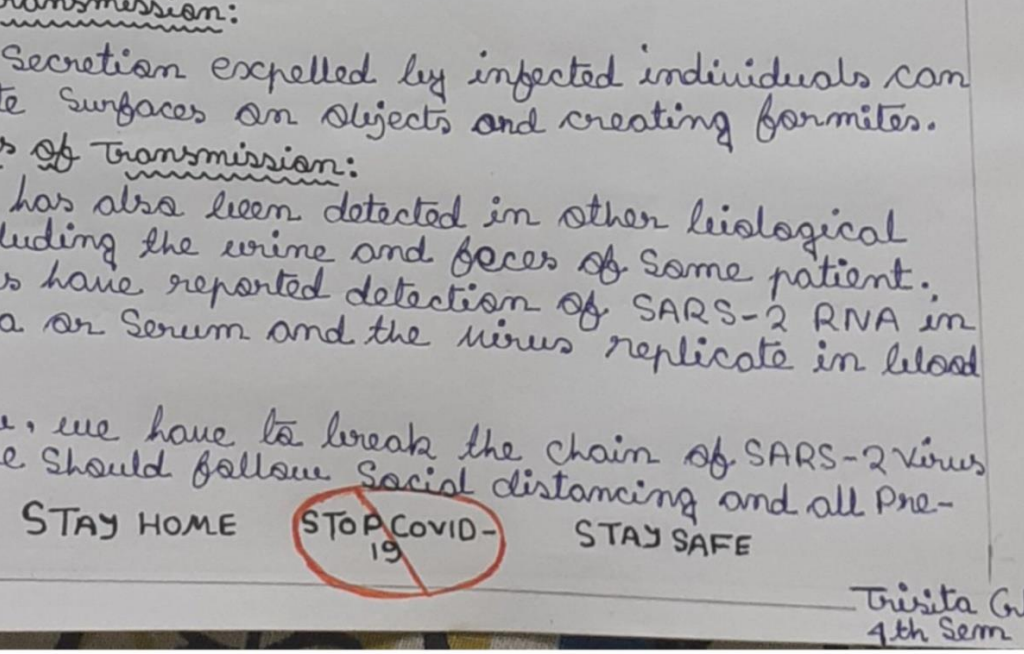 ransmission:
Secretion expelled by infected individuals can
te Surfaces on objects and creating formites.
s of Transmission:
has also been detected in other biological
luding the urine and feces of some patient.
s have reported detection of SARS-2 RNA in
a or Serum and the virus replicate in blood
e, we have to break the chain of SARS-2 Virus
e Should follow Social distancing and all Pre-
STAY HOME STOP COVID-19 STAY SAFE
Trisita G
4th Sem